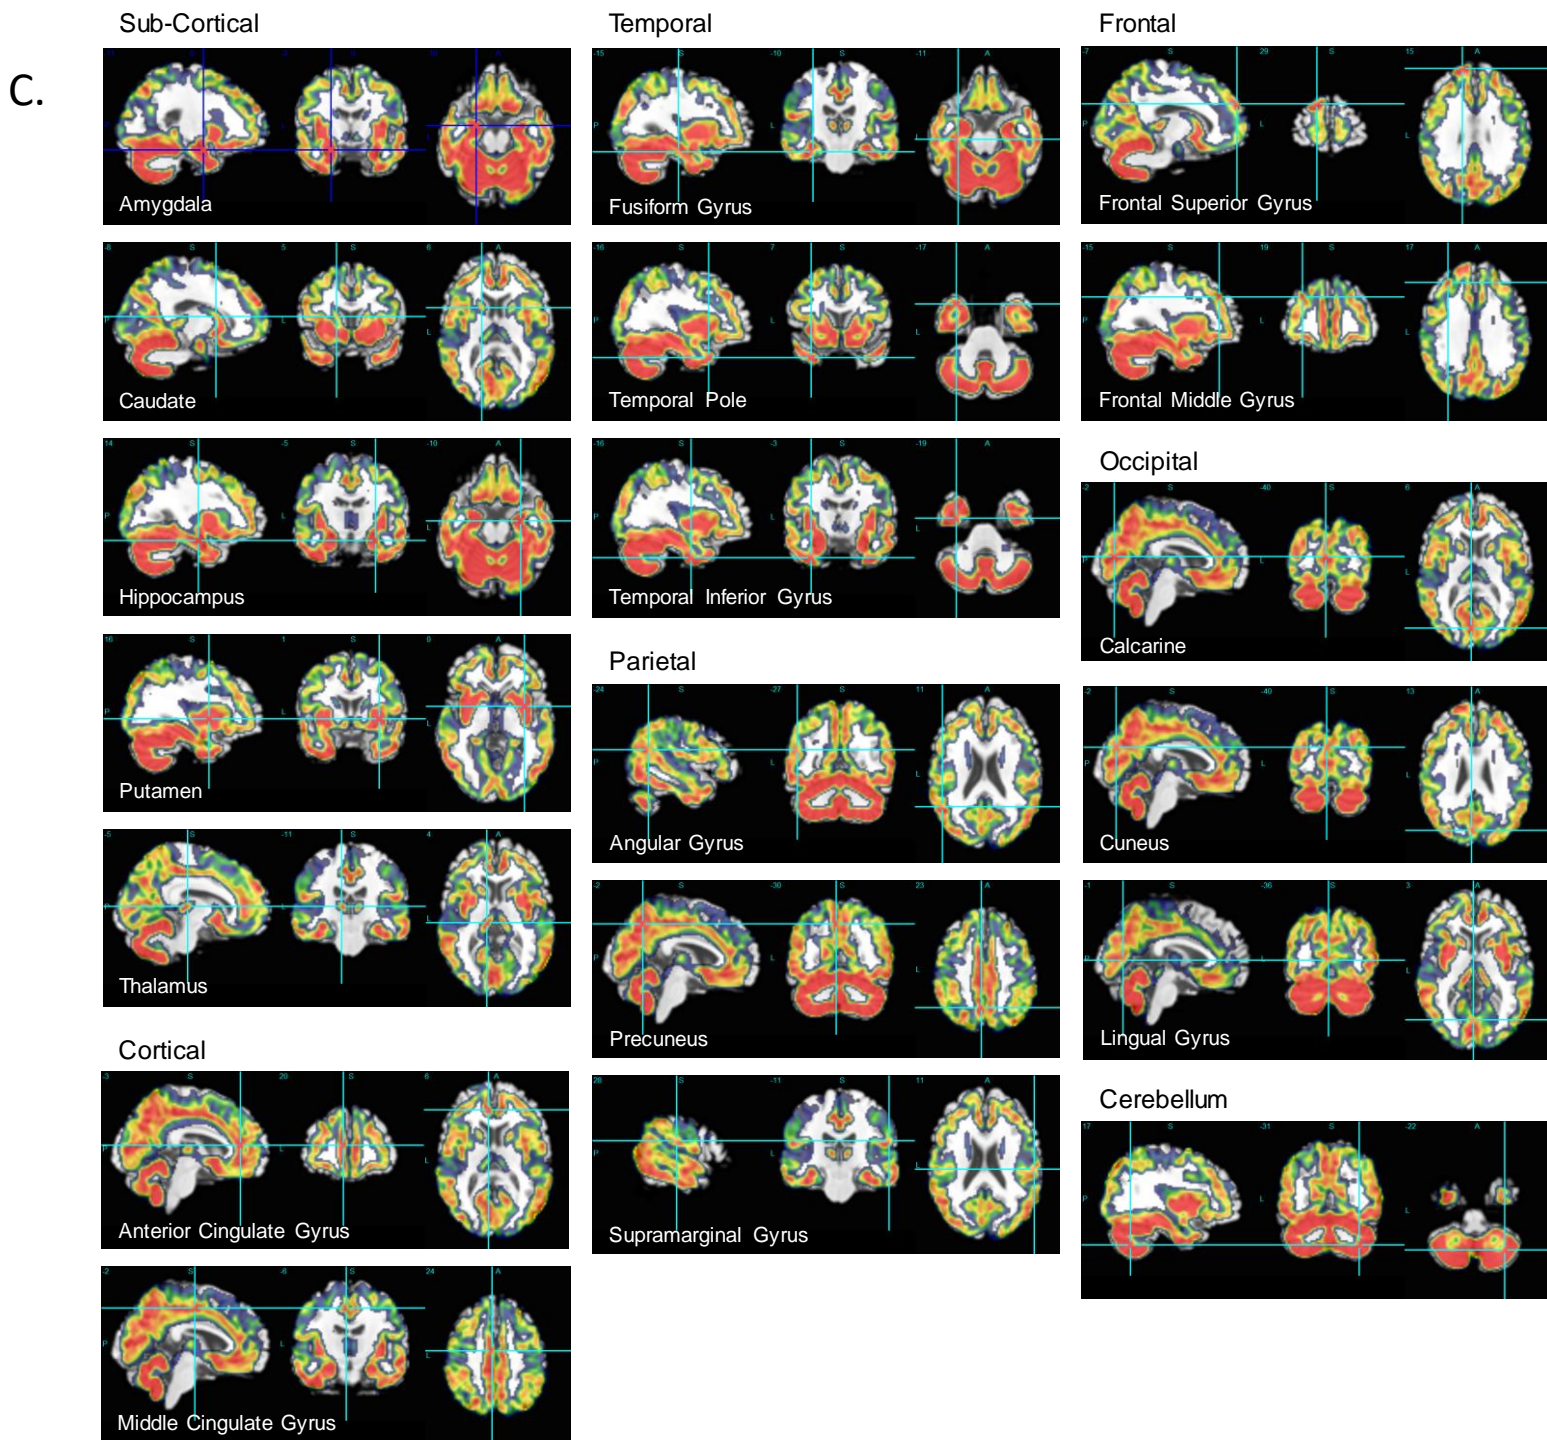 C.
Sub-Cortical
Amygdala
Caudate
Hippocampus
Putamen
Thalamus
Cortical
Anterior Cingulate Gyrus
Middle Cingulate Gyrus
Temporal
Fusiform Gyrus
Temporal Pole
Temporal Inferior Gyrus
Parietal
Angular Gyrus
Precuneus
Supramarginal Gyrus
Frontal
Frontal Superior Gyrus
Frontal Middle Gyrus
Occipital
Calcarine
Cuneus
Lingual Gyrus
Cerebellum